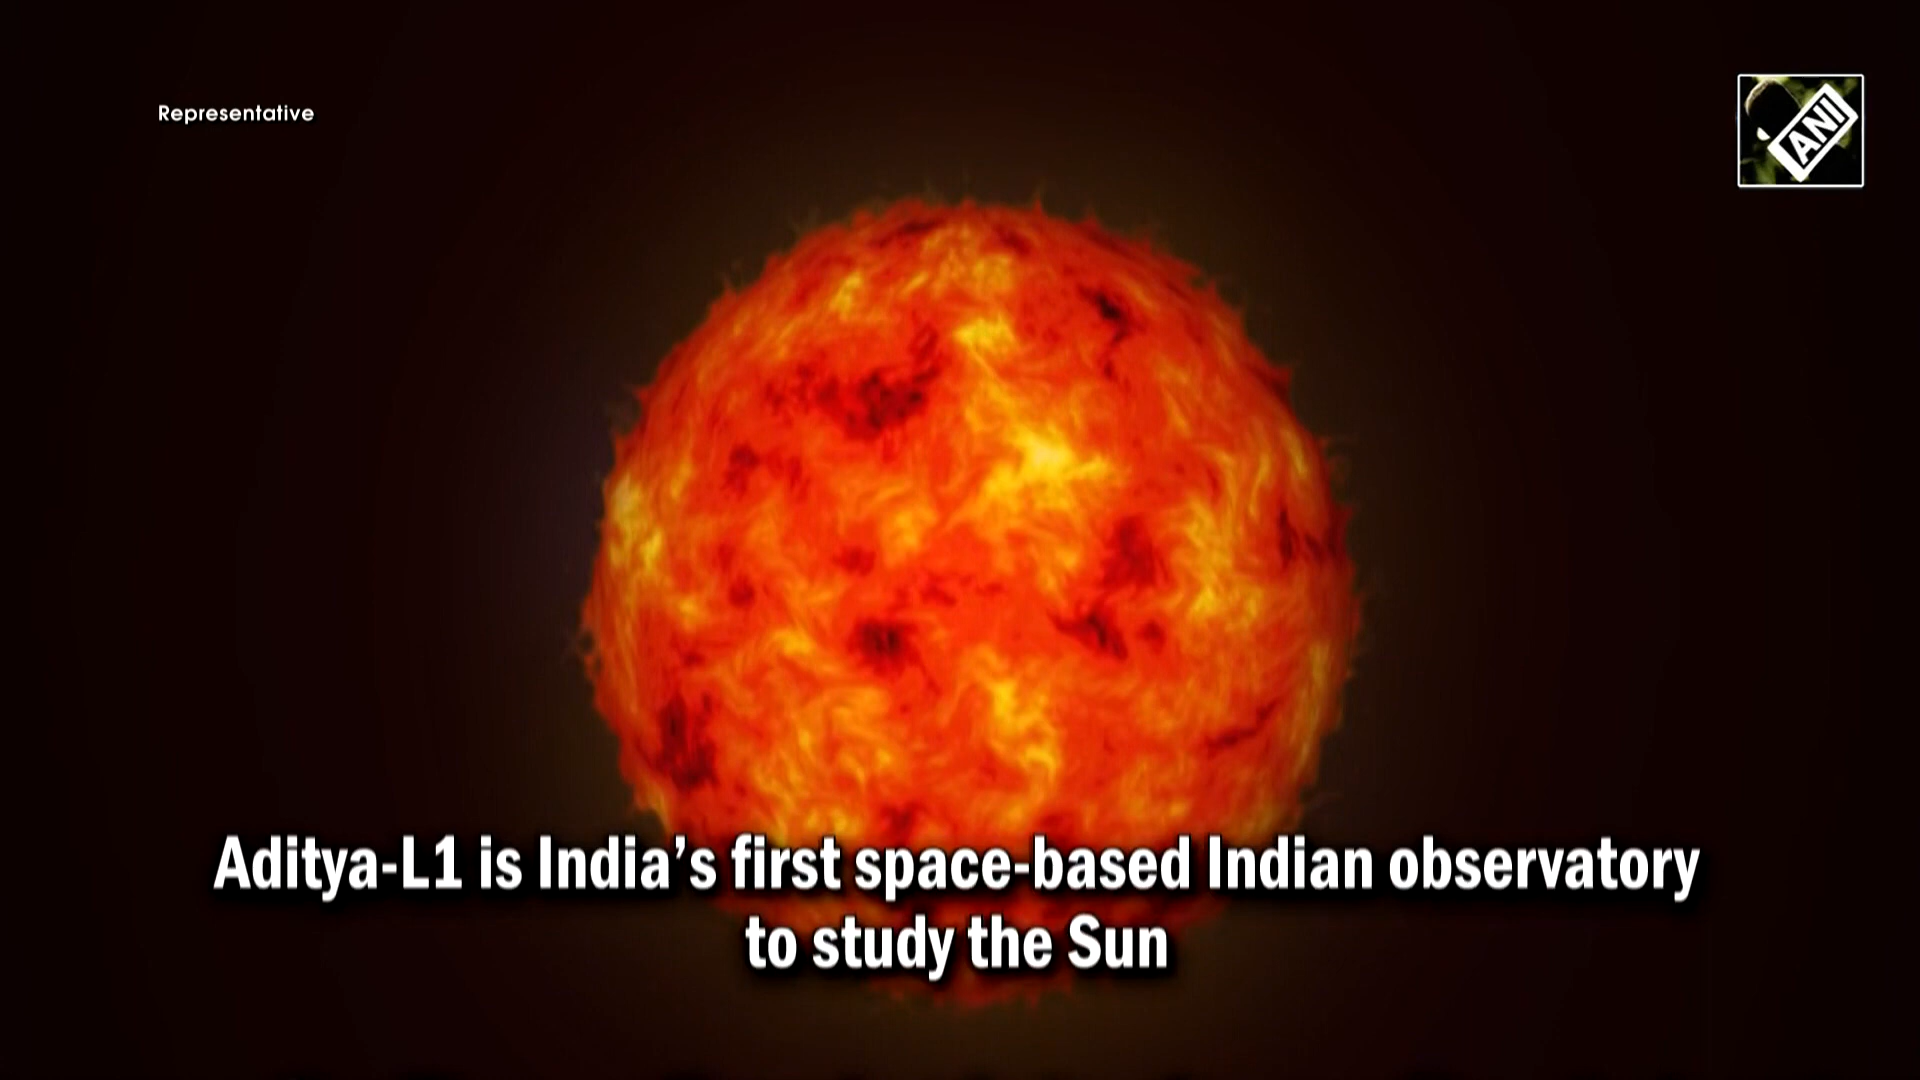 Representative
ANI
Aditya-L1 is India’s first space-based Indian observatory
to study the Sun